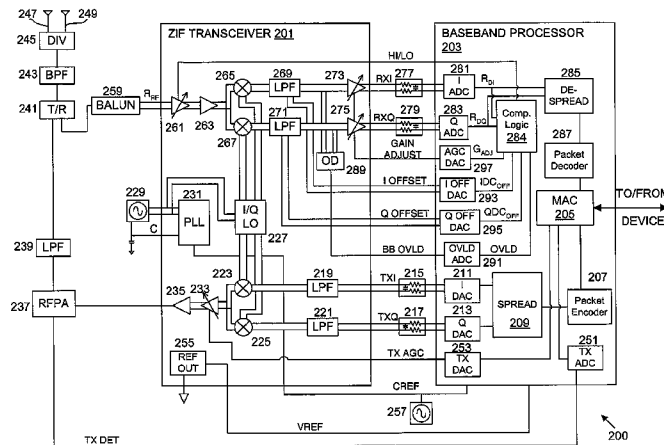 247
249
245
DIV
243
BPF
241
T/R
259
BALUN
R_RF
ZIF TRANSCEIVER 201
261
263
265
267
269
LPF
271
LPF
273
275
OD
289
HI/LO
RXI
277
RXQ
279
GAIN
ADJUST
I OFFSET
Q OFFSET
BB OVLD
BASEBAND PROCESSOR
203
281
I
ADC
R_DI
283
Q
ADC
R_DQ
285
DE-
SPREAD
Comp.
Logic
284
287
Packet
Decoder
AGC
DAC
297
G_ADJ
I OFF
DAC
293
IDC_OFF
Q OFF
DAC
295
QDC_OFF
OVLD
ADC
291
OVLD
MAC
205
TO/FROM
DEVICE
229
231
PLL
C
I/Q
LO
227
239
LPF
237
RFPA
235
233
223
225
219
LPF
221
LPF
TXI
215
TXQ
217
211
I
DAC
213
Q
DAC
SPREAD
209
207
Packet
Encoder
253
TX
DAC
TX AGC
251
TX
ADC
255
REF
OUT
CREF
257
VREF
TX DET
200